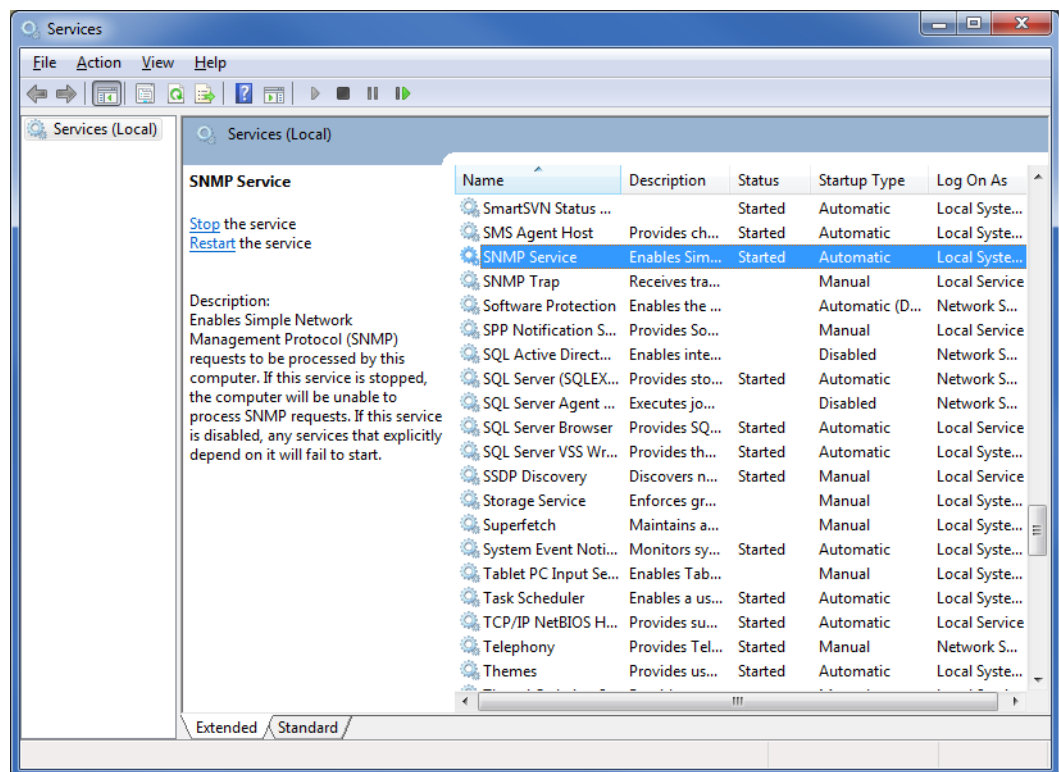 Services
File Action View Help
Services (Local)
Services (Local)
SNMP Service
Stop the service
Restart the service
Description:
Enables Simple Network
Management Protocol (SNMP)
requests to be processed by this
computer. If this service is stopped,
the computer will be unable to
process SNMP requests. If this service
is disabled, any services that explicitly
depend on it will fail to start.
Name Description Status Startup Type Log On As
SmartSVN Status ... Started Automatic Local Syste...
SMS Agent Host Provides ch... Started Automatic Local Syste...
SNMP Service Enables Sim... Started Automatic Local Syste...
SNMP Trap Receives tra... Manual Local Service
Software Protection Enables the ... Automatic (D... Network S...
SPP Notification S... Provides So... Manual Local Service
SQL Active Direct... Enables inte... Disabled Network S...
SQL Server (SQLEX... Provides sto... Started Automatic Network S...
SQL Server Agent ... Executes jo... Disabled Network S...
SQL Server Browser Provides SQ... Started Automatic Local Service
SQL Server VSS Wr... Provides th... Started Automatic Local Syste...
SSDP Discovery Discovers n... Started Manual Local Service
Storage Service Enforces gr... Manual Local Syste...
Superfetch Maintains a... Manual Local Syste...
System Event Noti... Monitors sy... Started Automatic Local Syste...
Tablet PC Input Se... Enables Tab... Manual Local Syste...
Task Scheduler Enables a us... Started Automatic Local Syste...
TCP/IP NetBIOS H... Provides su... Started Automatic Local Service
Telephony Provides Tel... Started Manual Network S...
Themes Provides us... Started Automatic Local Syste...
Extended Standard